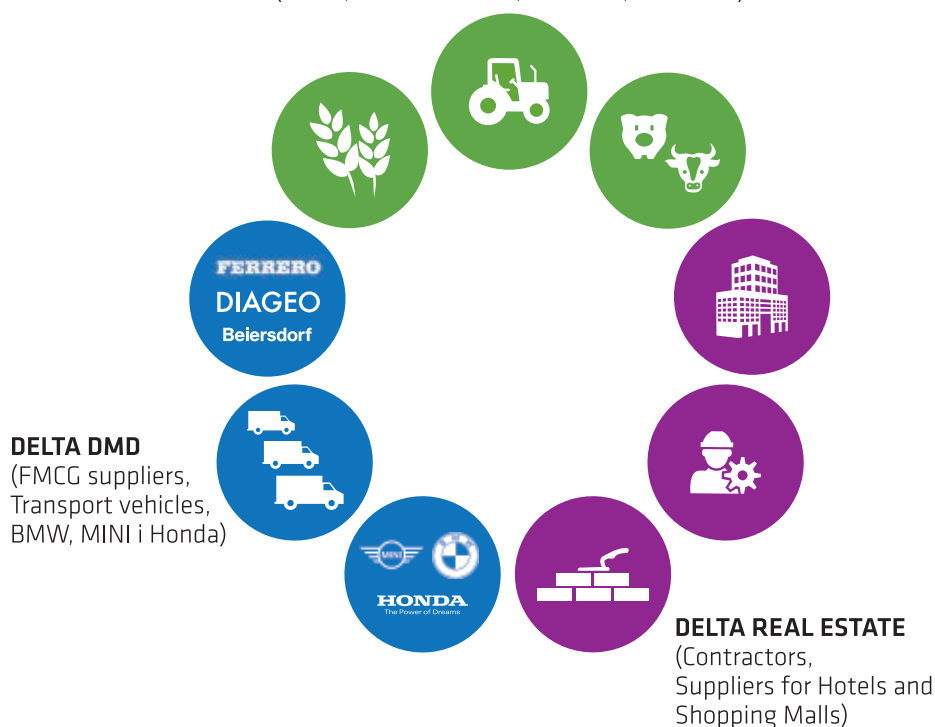 FERRERO
DIAGEO
Beiersdorf
DELTA DMD
(FMCG suppliers,
Transport vehicles,
BMW, MINI i Honda)
MINI
BMW
HONDA
The Power of Dreams
DELTA REAL ESTATE
(Contractors,
Suppliers for Hotels and
Shopping Malls)